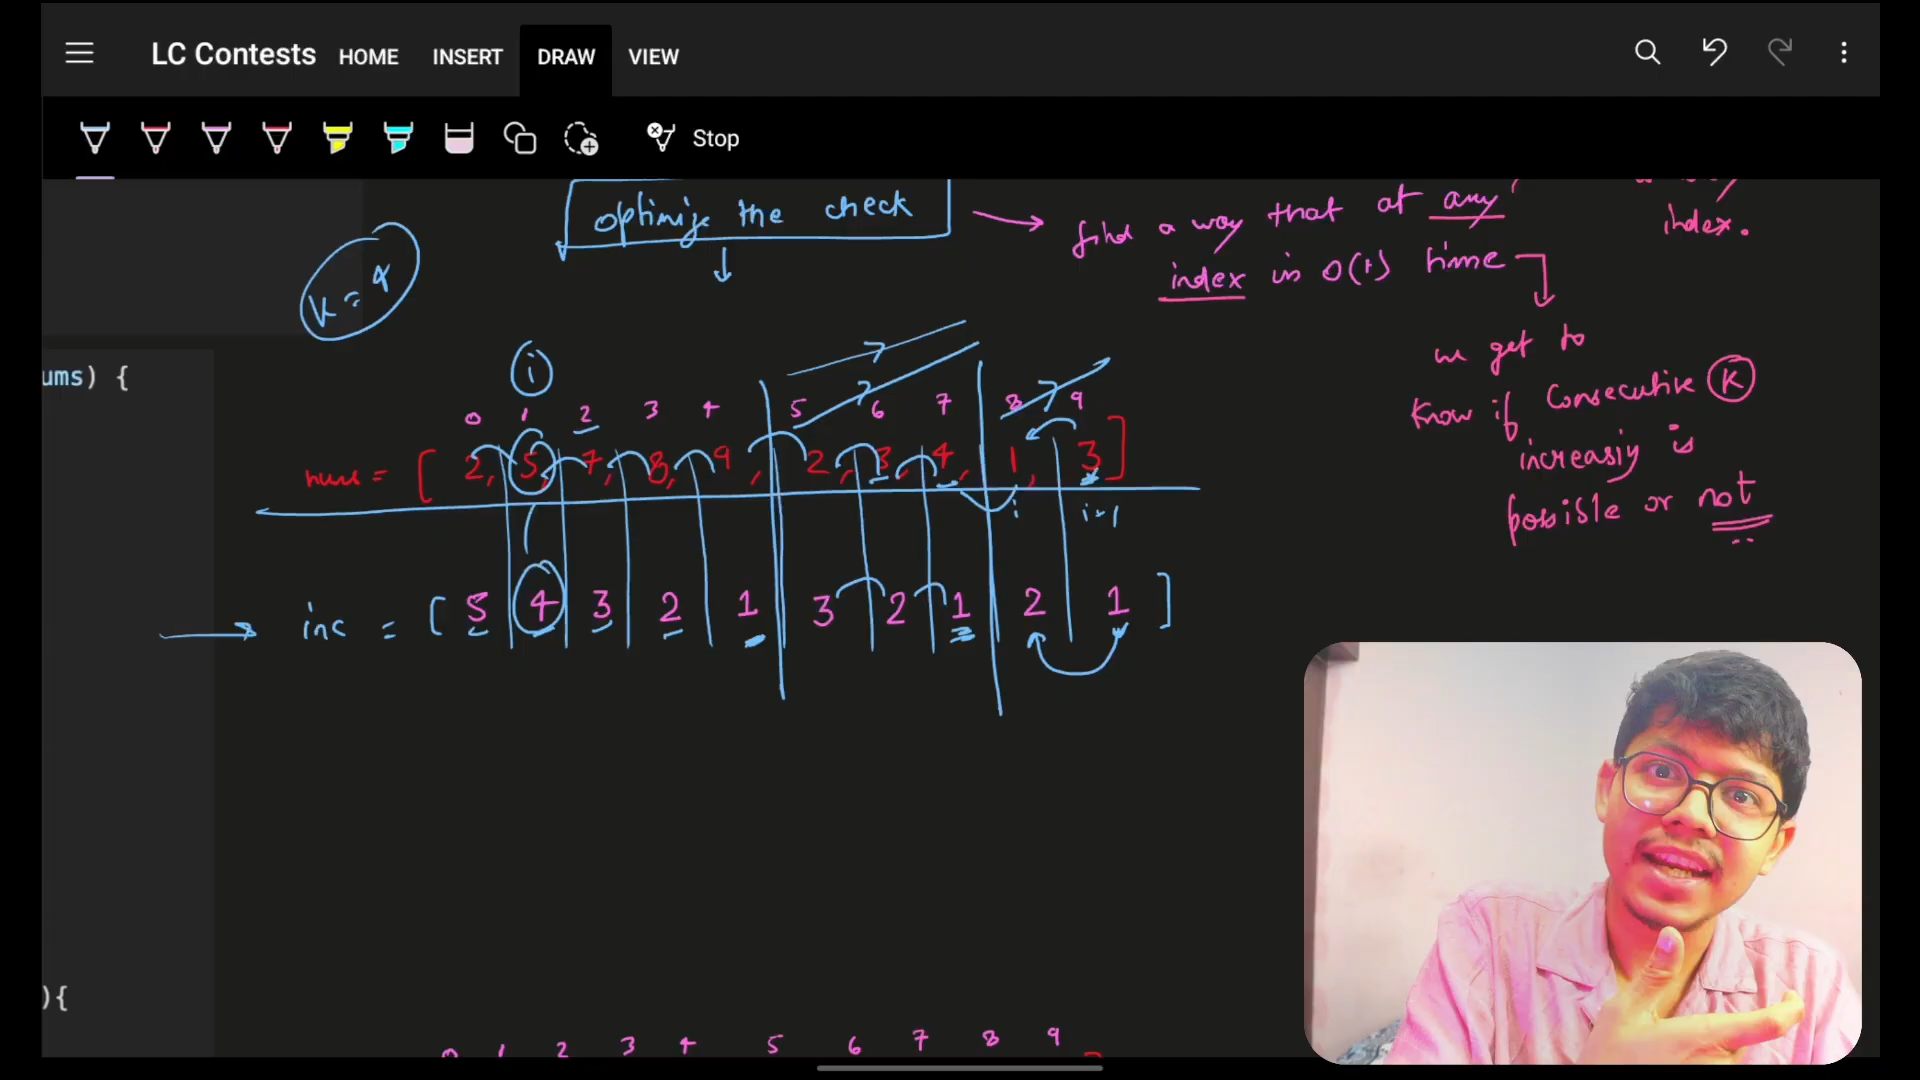 LC Contests HOME INSERT DRAW VIEW
Stop
optimize the check
find a way that at any
index in O(1) time
index.
we get to
know if Consecutive K
increasing is
possible or not
ums) {
i
0 1 2 3 4 5 6 7 8 9
nums = [ 2, 5, 7, 8, 9, 2, 3, 4, 1, 3 ]
i i+1
inc = [ 5 4 3 2 1 3 2 1 2 1 ]
){
0 1 2 3 4 5 6 7 8 9